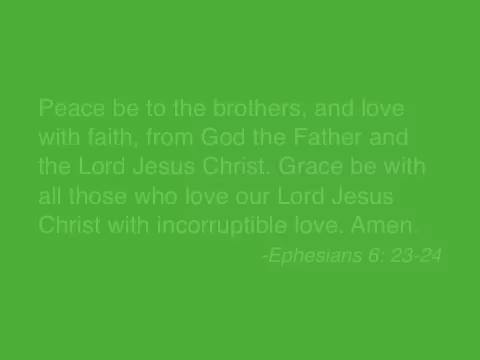 Peace be to the brothers, and love
with faith, from God the Father and
the Lord Jesus Christ. Grace be with
all those who love our Lord Jesus
Christ with incorruptible love. Amen.
-Ephesians 6: 23-24